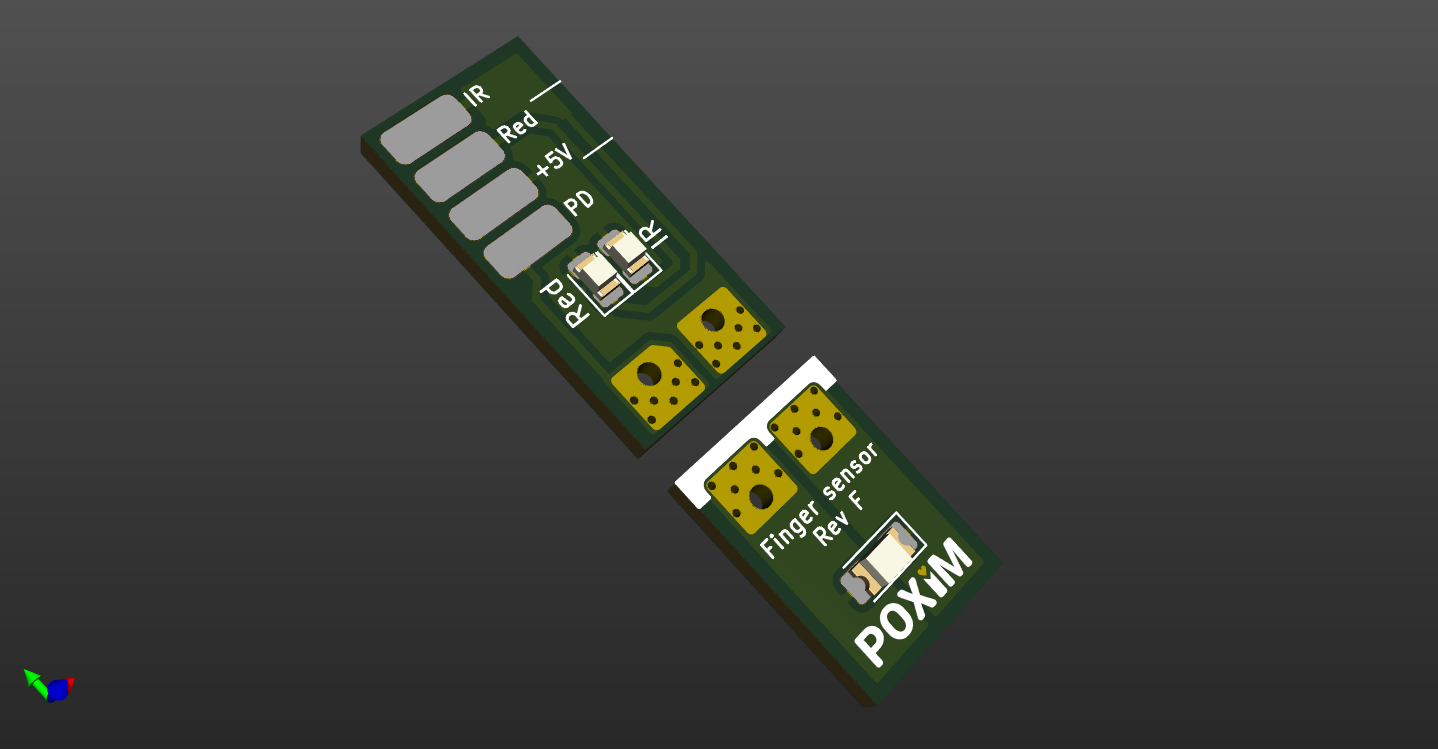 IR
Red
+5V
PD
IR
Red
Finger sensor
Rev F
POXiM